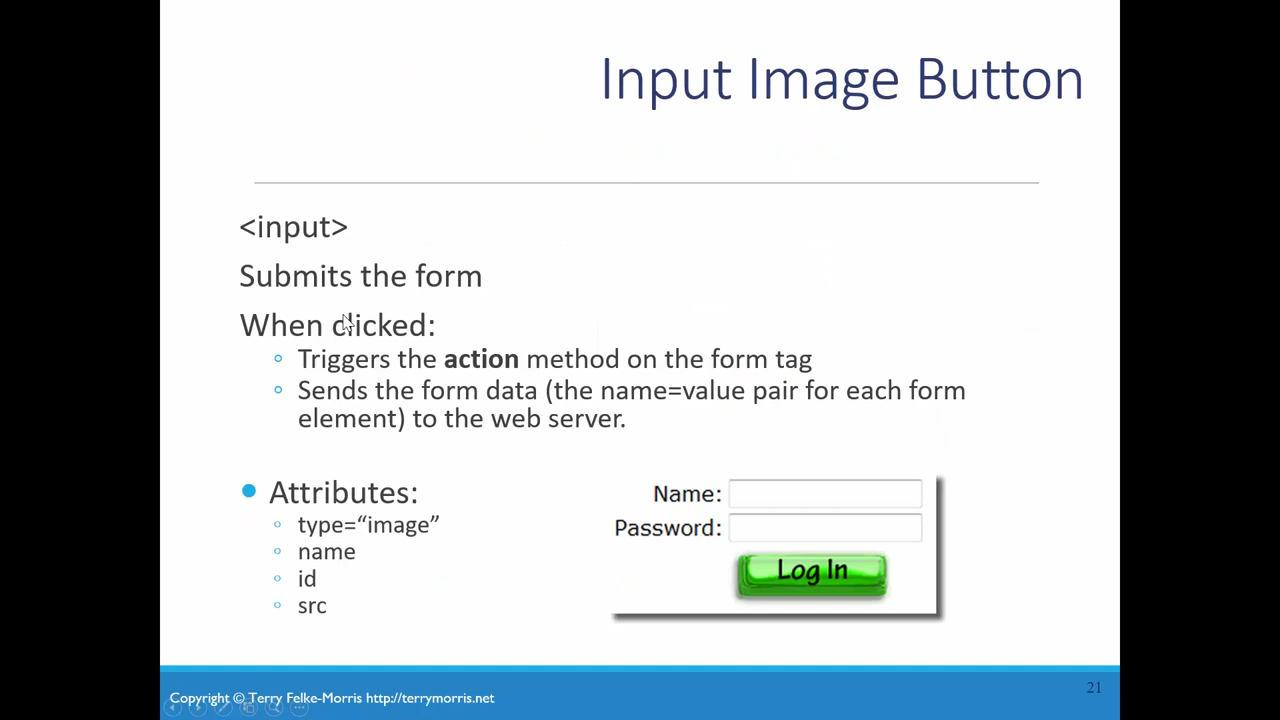 Input Image Button
<input>
Submits the form
When clicked:
Triggers the action method on the form tag
Sends the form data (the name=value pair for each form
element) to the web server.
Attributes:
type=“image”
name
id
src
Name:
Password:
Log In
Copyright © Terry Felke-Morris http://terrymorris.net
21